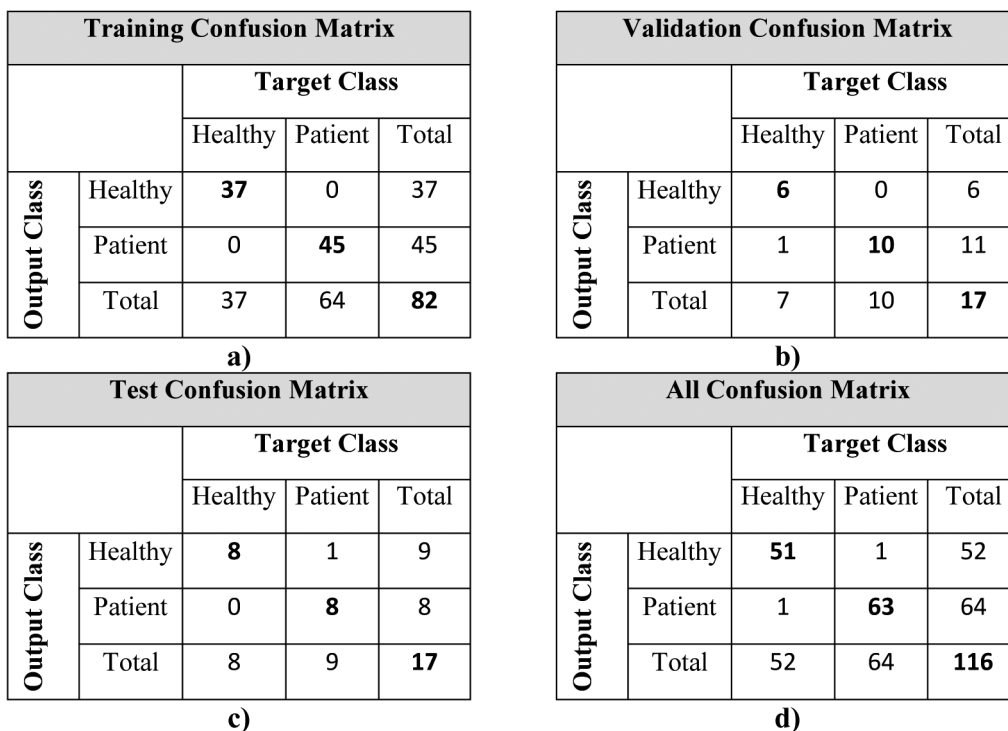 Training Confusion Matrix
Target Class
Healthy Patient Total
Output Class
Healthy 37 0 37
Patient 0 45 45
Total 37 64 82
a)
Validation Confusion Matrix
Target Class
Healthy Patient Total
Output Class
Healthy 6 0 6
Patient 1 10 11
Total 7 10 17
b)
Test Confusion Matrix
Target Class
Healthy Patient Total
Output Class
Healthy 8 1 9
Patient 0 8 8
Total 8 9 17
c)
All Confusion Matrix
Target Class
Healthy Patient Total
Output Class
Healthy 51 1 52
Patient 1 63 64
Total 52 64 116
d)